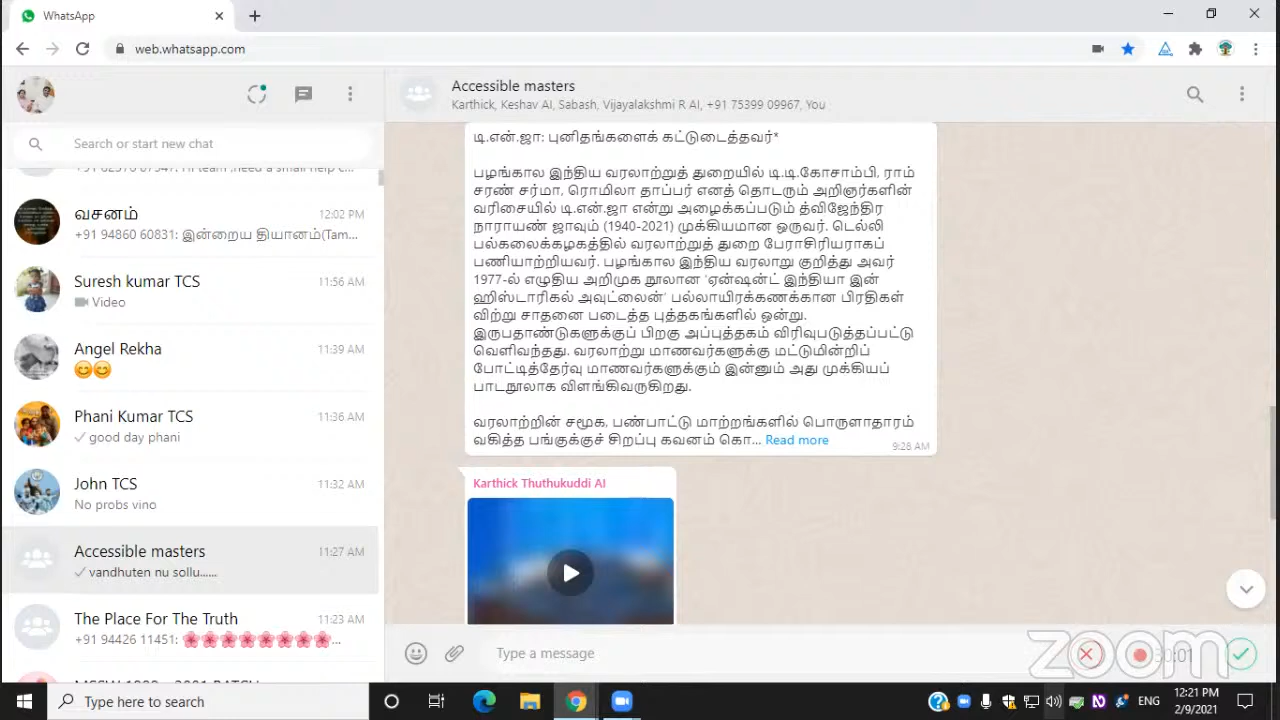 WhatsApp
web.whatsapp.com
Search or start new chat
வசனம்
12:02 PM
+91 94860 60831: இன்றைய தியானம்(Tam...
Suresh kumar TCS
11:56 AM
Video
Angel Rekha
11:39 AM
😊😊
Phani Kumar TCS
11:36 AM
good day phani
John TCS
11:32 AM
No probs vino
Accessible masters
11:27 AM
vandhuten nu sollu......
The Place For The Truth
11:23 AM
+91 94426 11451: 🌸🌸🌸🌸🌸🌸🌸🌸...
Accessible masters
Karthick, Keshav AI, Sabash, Vijayalakshmi R AI, +91 75399 09967, You
டி.என்.ஜா: புனிதங்களைக் கட்டுடைத்தவர்*
பழங்கால இந்திய வரலாற்றுத் துறையில் டி.டி.கோசாம்பி, ராம்
சரண் சர்மா, ரொமிலா தாப்பர் எனத் தொடரும் அறிஞர்களின்
வரிசையில் டி.என்.ஜா என்று அழைக்கப்படும் த்விஜேந்திர
நாராயண் ஜாவும் (1940-2021) முக்கியமான ஒருவர். டெல்லி
பல்கலைக்கழகத்தில் வரலாற்றுத் துறை பேராசிரியராகப்
பணியாற்றியவர். பழங்கால இந்திய வரலாறு குறித்து அவர்
1977-ல் எழுதிய அறிமுக நூலான ‘ஏன்ஷன்ட் இந்தியா இன்
ஹிஸ்டாரிகல் அவுட்லைன்’ பல்லாயிரக்கணக்கான பிரதிகள்
விற்று சாதனை படைத்த புத்தகங்களில் ஒன்று.
இருபதாண்டுகளுக்குப் பிறகு அப்புத்தகம் விரிவுபடுத்தப்பட்டு
வெளிவந்தது. வரலாற்று மாணவர்களுக்கு மட்டுமின்றிப்
போட்டித்தேர்வு மாணவர்களுக்கும் இன்னும் அது முக்கியப்
பாடநூலாக விளங்கிவருகிறது.
வரலாற்றின் சமூக, பண்பாட்டு மாற்றங்களில் பொருளாதாரம்
வகித்த பங்குக்குச் சிறப்பு கவனம் கொ... Read more
9:28 AM
Karthick Thuthukuddi AI
Type a message
zoom
Type here to search
ENG
12:21 PM
2/9/2021